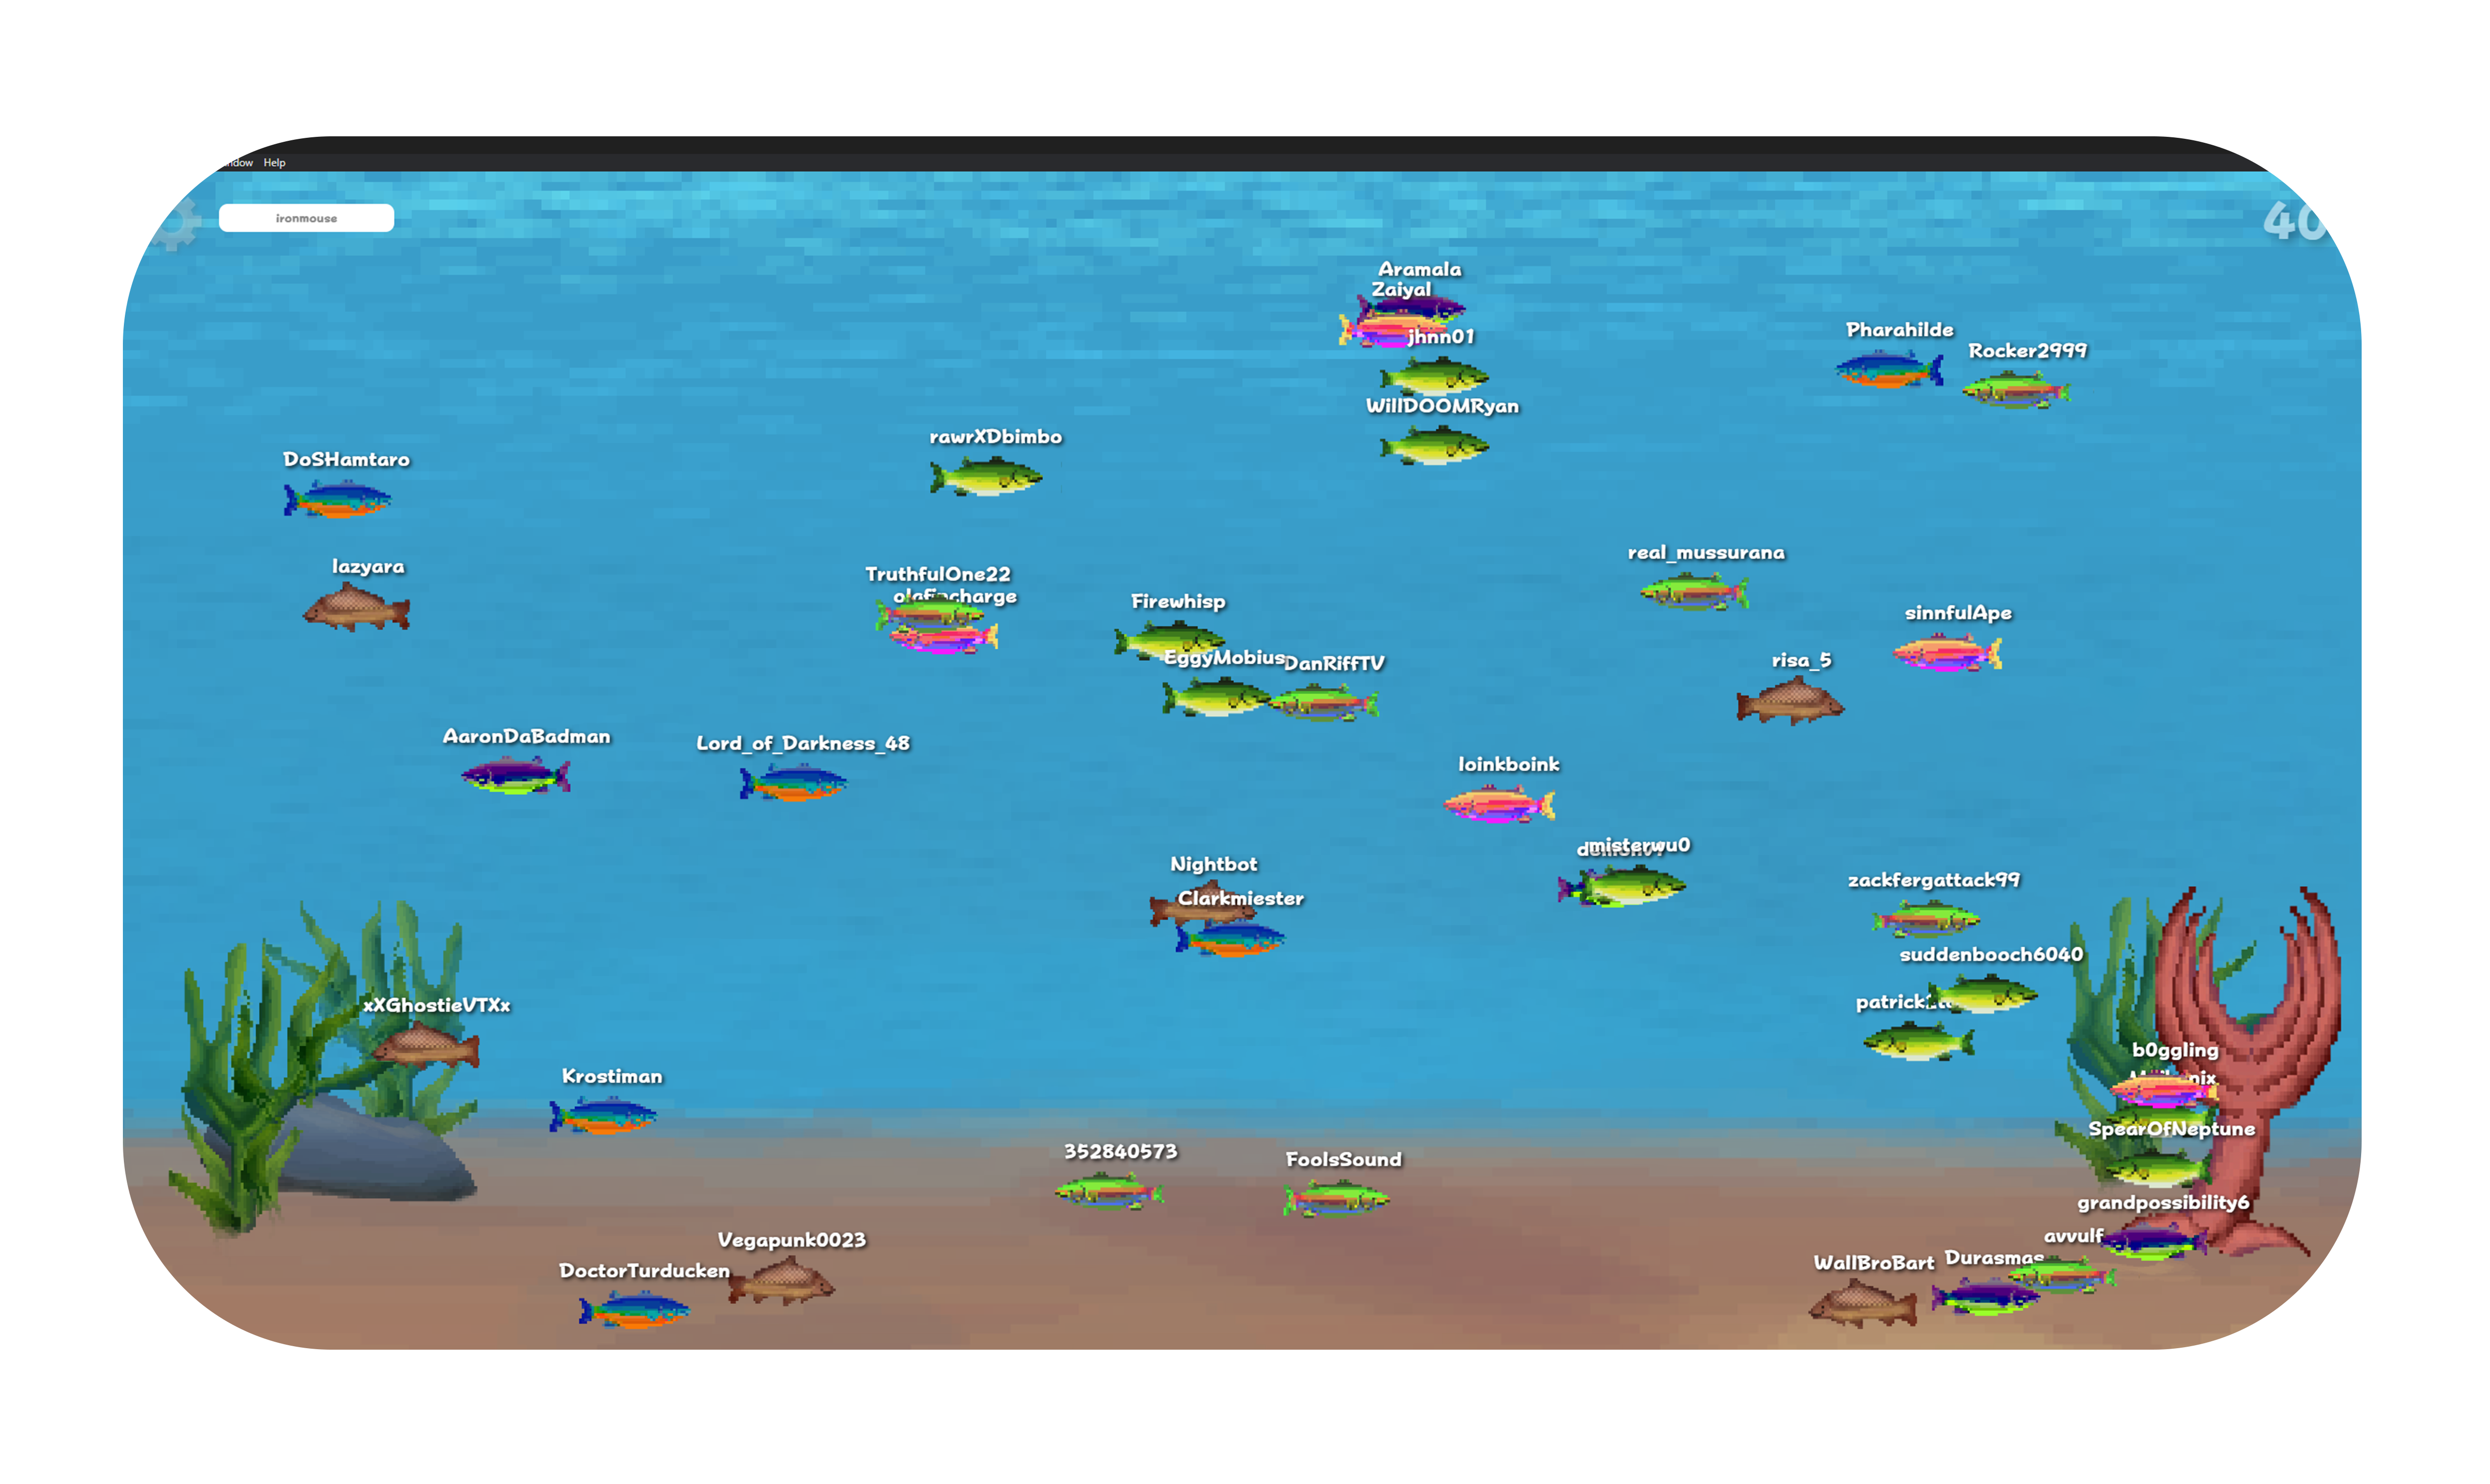 Help
ironmouse
40
Aramala
Zaiyal
jhnn01
Pharahilde
Rocker2999
WillDOOMRyan
rawrXDbimbo
DoSHamtaro
real_mussurana
lazyara
TruthfulOne22
Firewhisp
sinnfulApe
EggyMobius
DanRiffTV
risa_5
AaronDaBadman
Lord_of_Darkness_48
loinkboink
misterwu0
Nightbot
zackfergattack99
Clarkmiester
suddenbooch6040
xXGhostieVTXx
b0ggling
Krostiman
SpearOfNeptune
352840573
FoolsSound
grandpossibility6
avvulf
Vegapunk0023
Durasmas
WallBroBart
DoctorTurducken